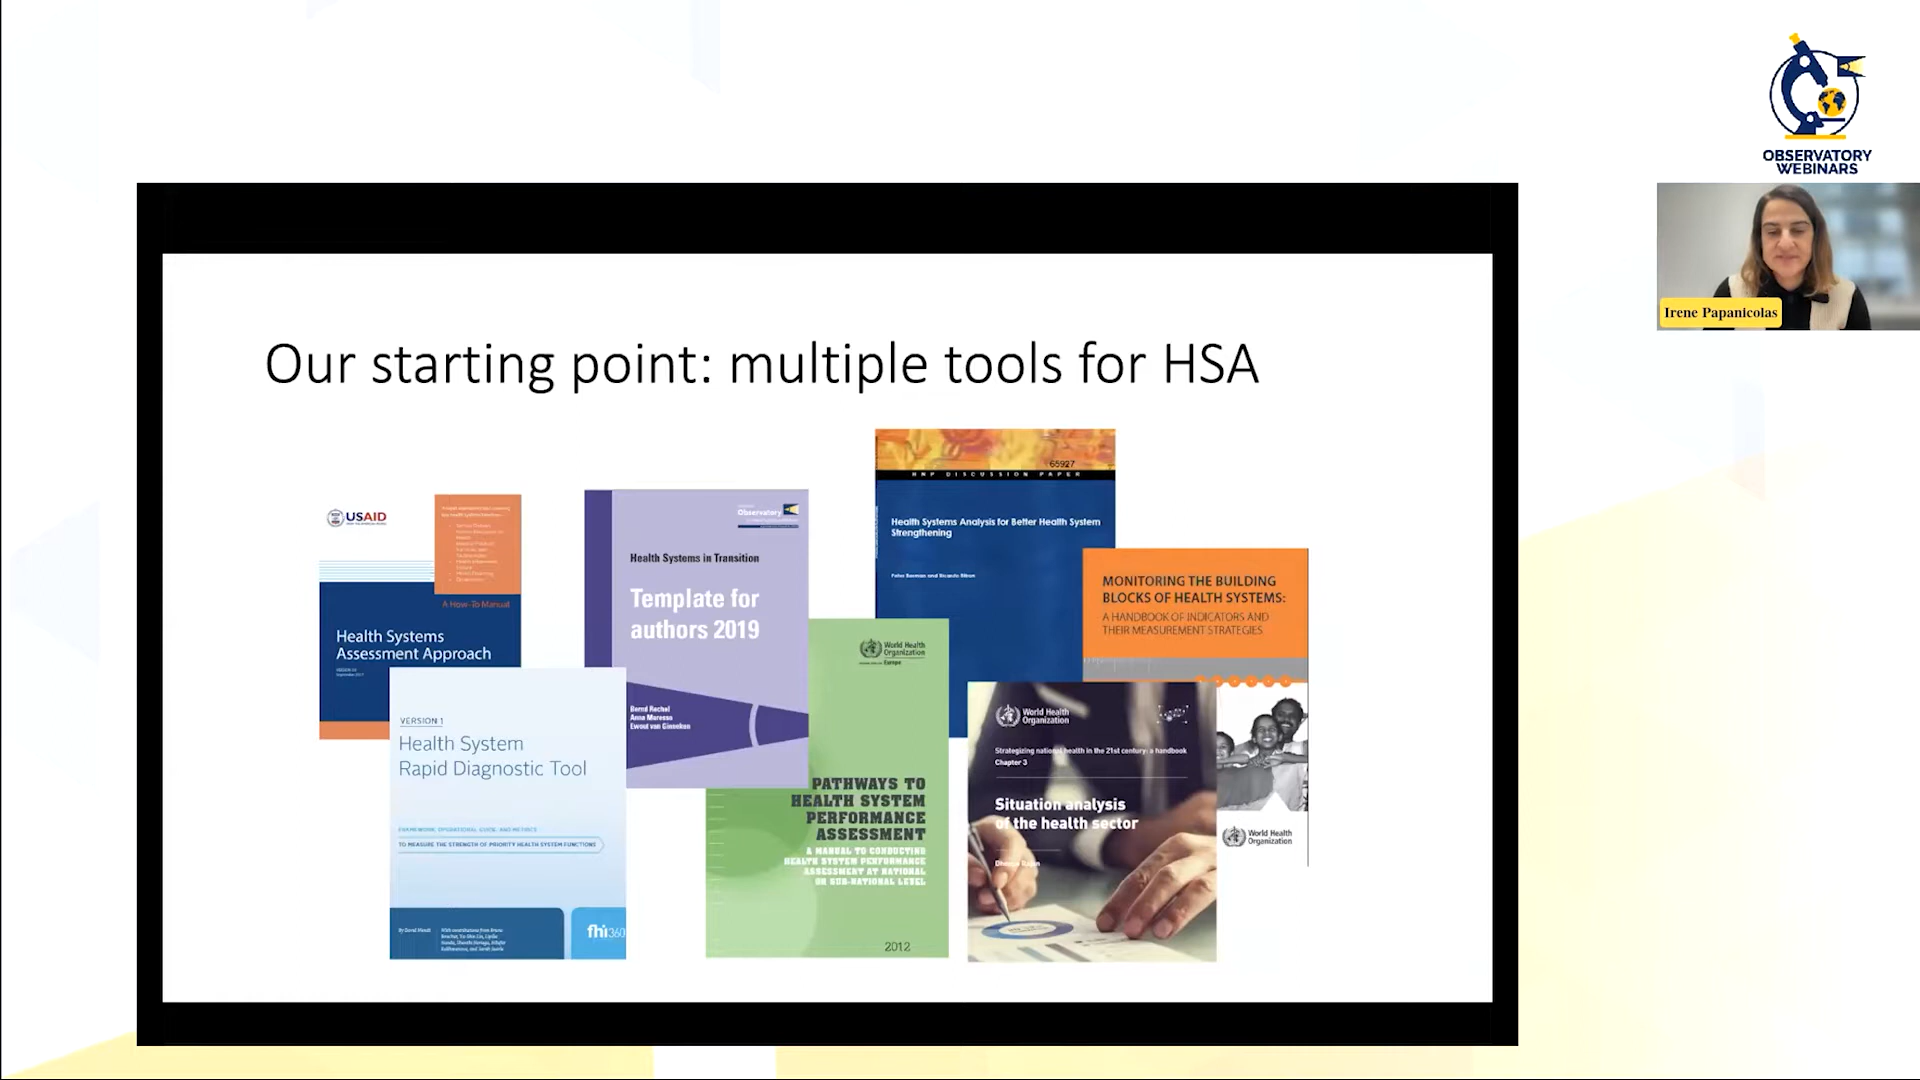 OBSERVATORY
WEBINARS
Irene Papanicolas
Our starting point: multiple tools for HSA
USAID
A How-To Manual
Health Systems
Assessment Approach
VERSION 1
Health System
Rapid Diagnostic Tool
FRAMEWORK, OPERATIONAL GUIDE, AND METRICS
TO MEASURE THE STRENGTH OF PRIORITY HEALTH SYSTEM FUNCTIONS
fhi360
Observatory
Health Systems in Transition
Template for
authors 2019
Bernd Rechel
Anna Maresso
Ewout van Ginneken
World Health
Organization
Europe
PATHWAYS TO
HEALTH SYSTEM
PERFORMANCE
ASSESSMENT
A MANUAL TO CONDUCTING
HEALTH SYSTEM PERFORMANCE
ASSESSMENT AT NATIONAL
OR SUB-NATIONAL LEVEL
2012
65927
HNP DISCUSSION PAPER
Health Systems Analysis for Better Health System
Strengthening
MONITORING THE BUILDING
BLOCKS OF HEALTH SYSTEMS:
A HANDBOOK OF INDICATORS AND
THEIR MEASUREMENT STRATEGIES
World Health
Organization
World Health
Organization
Strategizing national health in the 21st century: a handbook
Chapter 3
Situation analysis
of the health sector